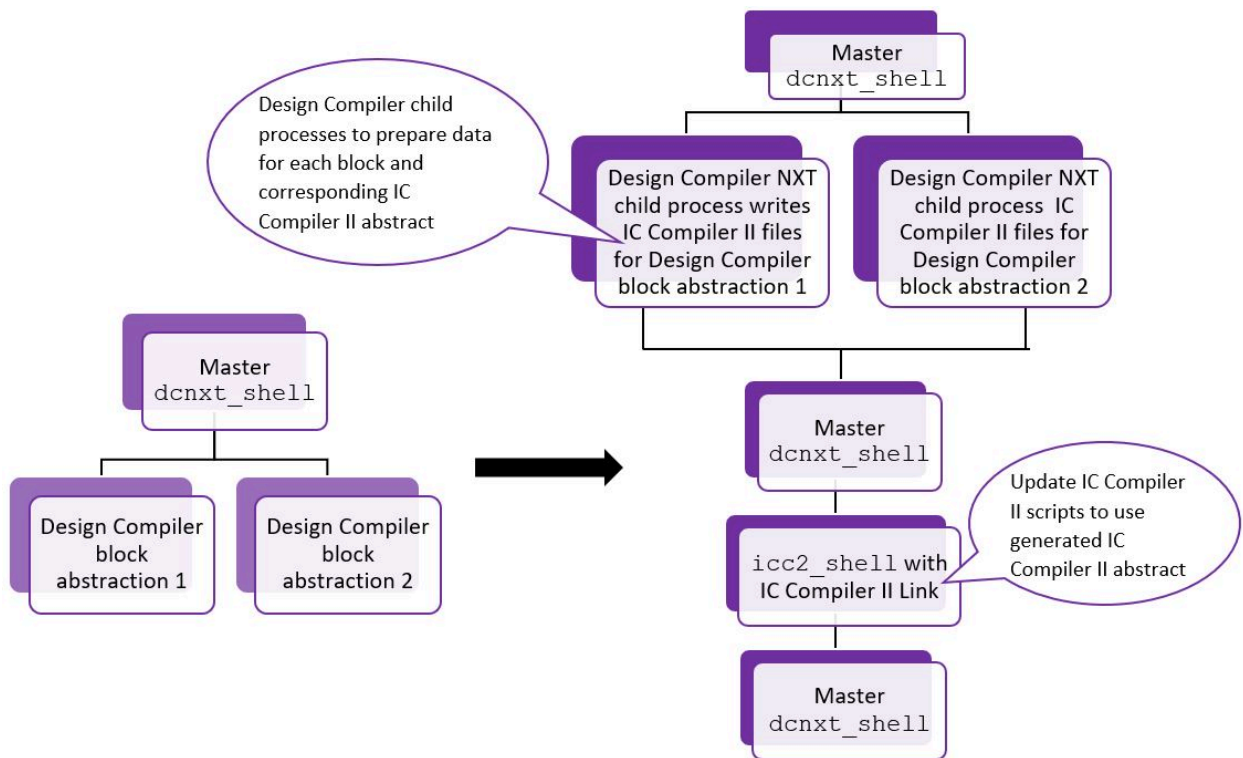 Master
dcnxt_shell
Design Compiler child
processes to prepare data
for each block and
corresponding IC
Compiler II abstract
Design Compiler NXT
child process writes
IC Compiler II files
for Design Compiler
block abstraction 1
Design Compiler NXT
child process  IC
Compiler II files for
Design Compiler
block abstraction 2
Master
dcnxt_shell
Design Compiler
block
abstraction 1
Design Compiler
block
abstraction 2
Master
dcnxt_shell
Update IC Compiler
II scripts to use
generated IC
Compiler II abstract
icc2_shell with
IC Compiler II Link
Master
dcnxt_shell